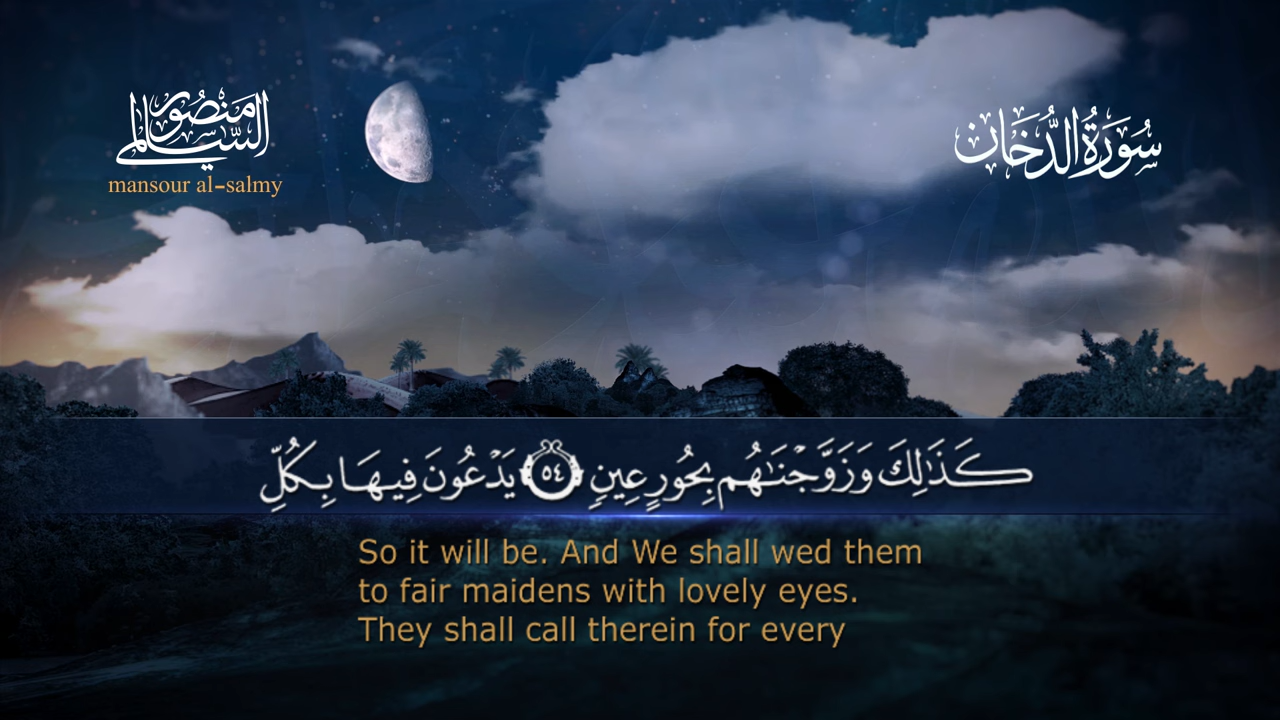 منصور
السالمي
mansour al-salmy
سُورَةُ الدُّخَان
كَذَٰلِكَ وَزَوَّجْنَٰهُم بِحُورٍ عِينٍ ٥٤ يَدْعُونَ فِيهَا بِكُلِّ
So it will be. And We shall wed them
to fair maidens with lovely eyes.
They shall call therein for every